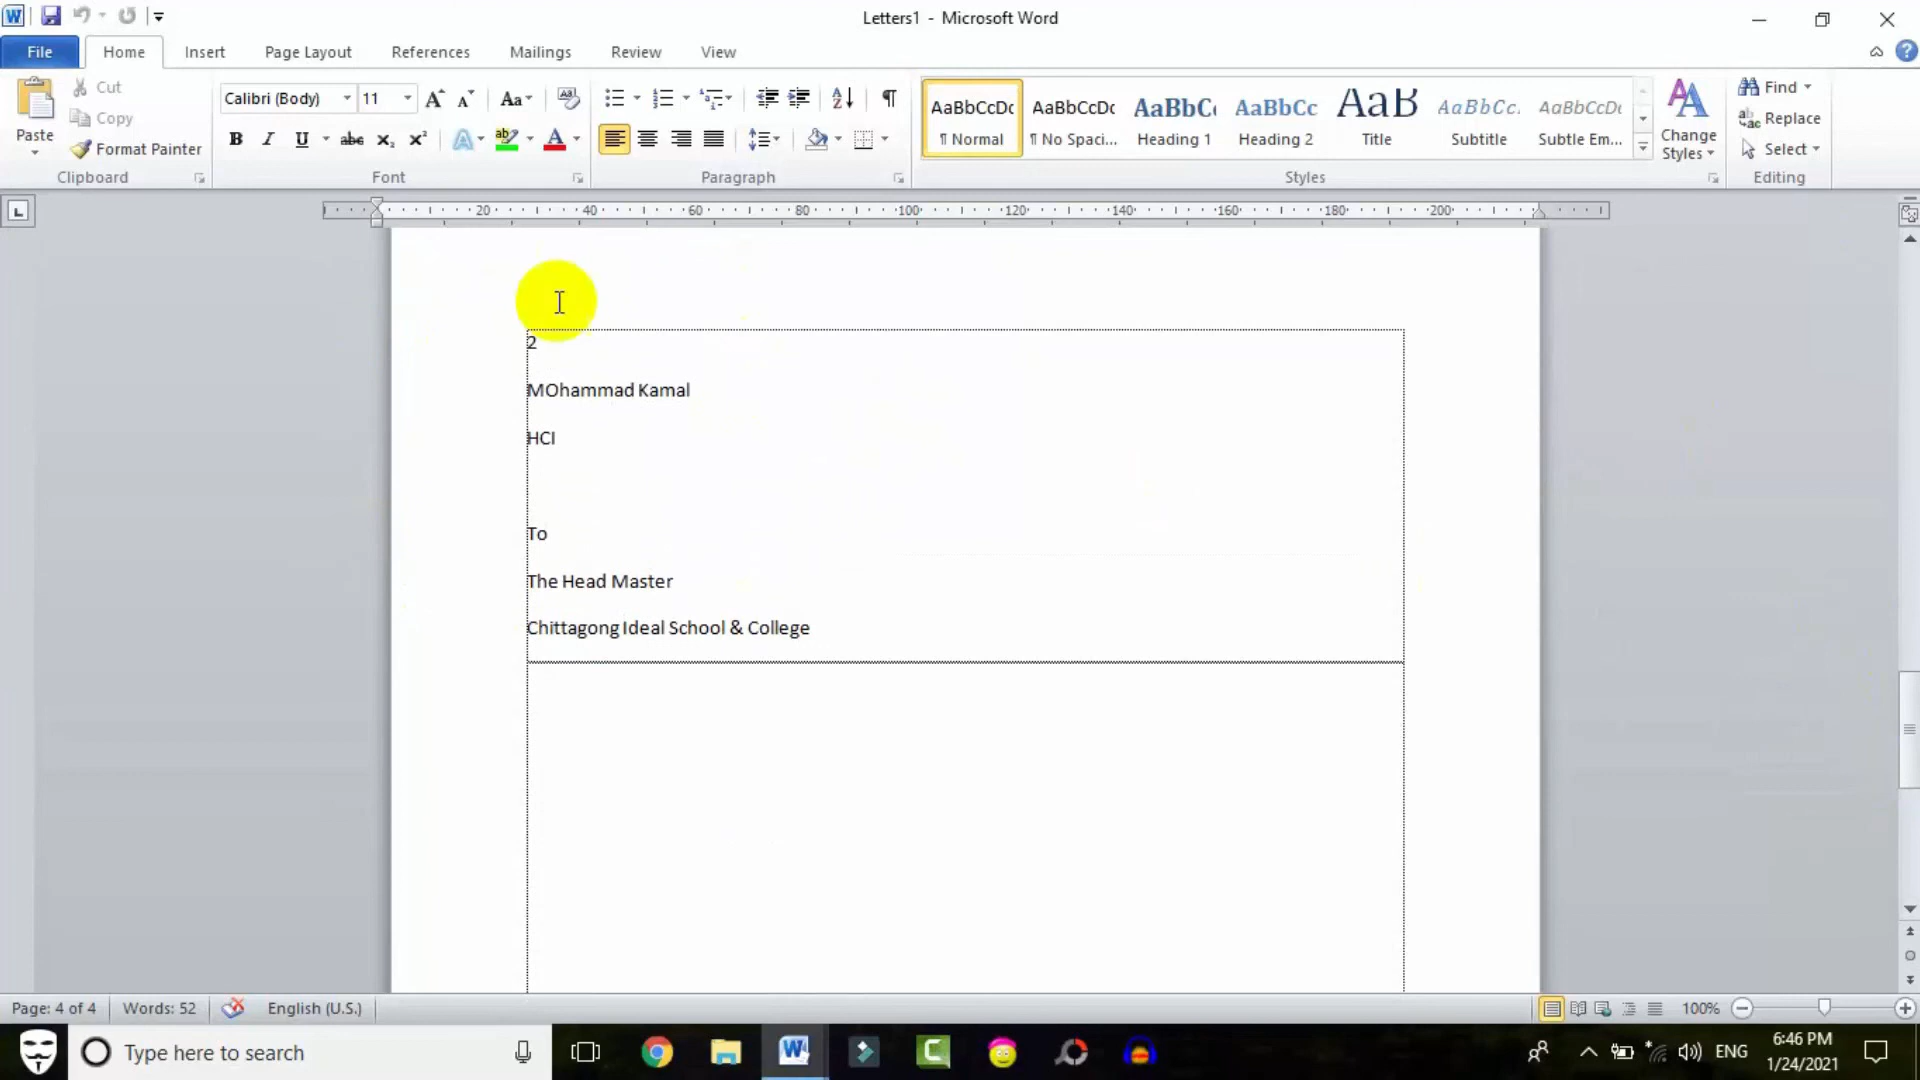 Letters1 - Microsoft Word
File Home Insert Page Layout References Mailings Review View
Paste
Cut
Copy
Format Painter
Clipboard
Calibri (Body) 11
Font
Paragraph
AaBbCcDc AaBbCcDc AaBbC AaBbCc AaB AaBbCc. AaBbCcDc
¶ Normal ¶ No Spaci... Heading 1 Heading 2 Title Subtitle Subtle Em...
Change
Styles
Styles
Find
Replace
Select
Editing
20 40 60 80 100 120 140 160 180 200
2
MOhammad Kamal
HCI
To
The Head Master
Chittagong Ideal School & College
Page: 4 of 4 Words: 52 English (U.S.) 100%
Type here to search
ENG
6:46 PM
1/24/2021